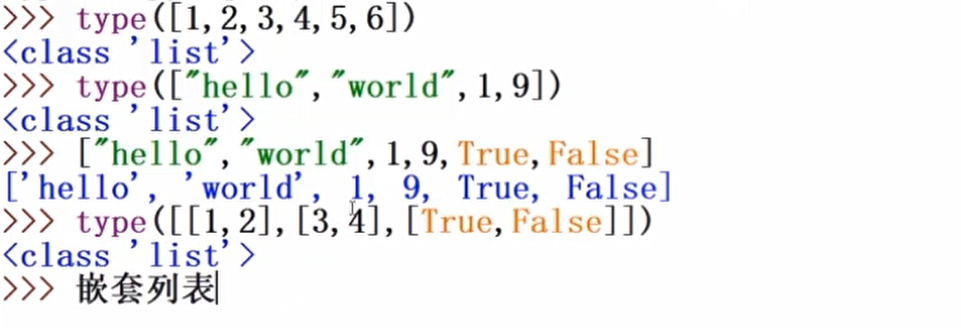 >>> type([1,2,3,4,5,6])
<class 'list'>
>>> type(["hello","world",1,9])
<class 'list'>
>>> ["hello","world",1,9,True,False]
['hello', 'world', 1, 9, True, False]
>>> type([[1,2],[3,4],[True,False]])
<class 'list'>
>>> 嵌套列表